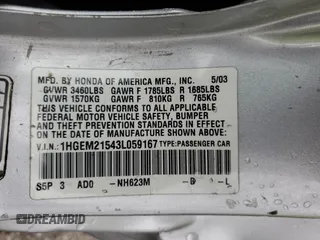 MFD. BY HONDA OF AMERICA MFG., INC. 5/03
GVWR 3460LBS GAWR F 1785LBS R 1685LBS
GVWR 1570KG GAWR F 810KG R 765KG
THIS VEHICLE CONFORMS TO ALL APPLICABLE
FEDERAL MOTOR VEHICLE SAFETY, BUMPER,
AND THEFT PREVENTION STANDARDS IN EFFECT
ON THE DATE OF MANUFACTURE SHOWN ABOVE.
V.I.N.: 1HGEM21543L059167 TYPE:PASSENGER CAR
S5P 3 AD0 -NH623M -B -L
DREAMBID